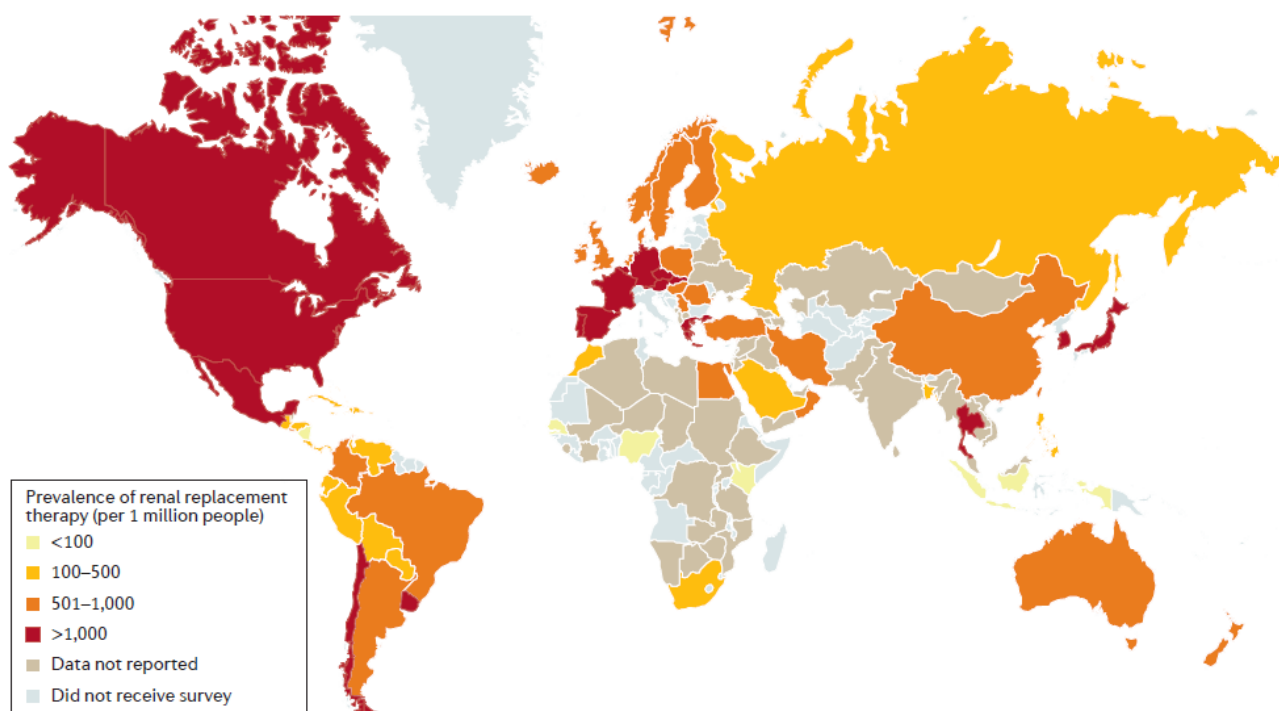 Prevalence of renal replacement
therapy (per 1 million people)
<100
100–500
501–1,000
>1,000
Data not reported
Did not receive survey